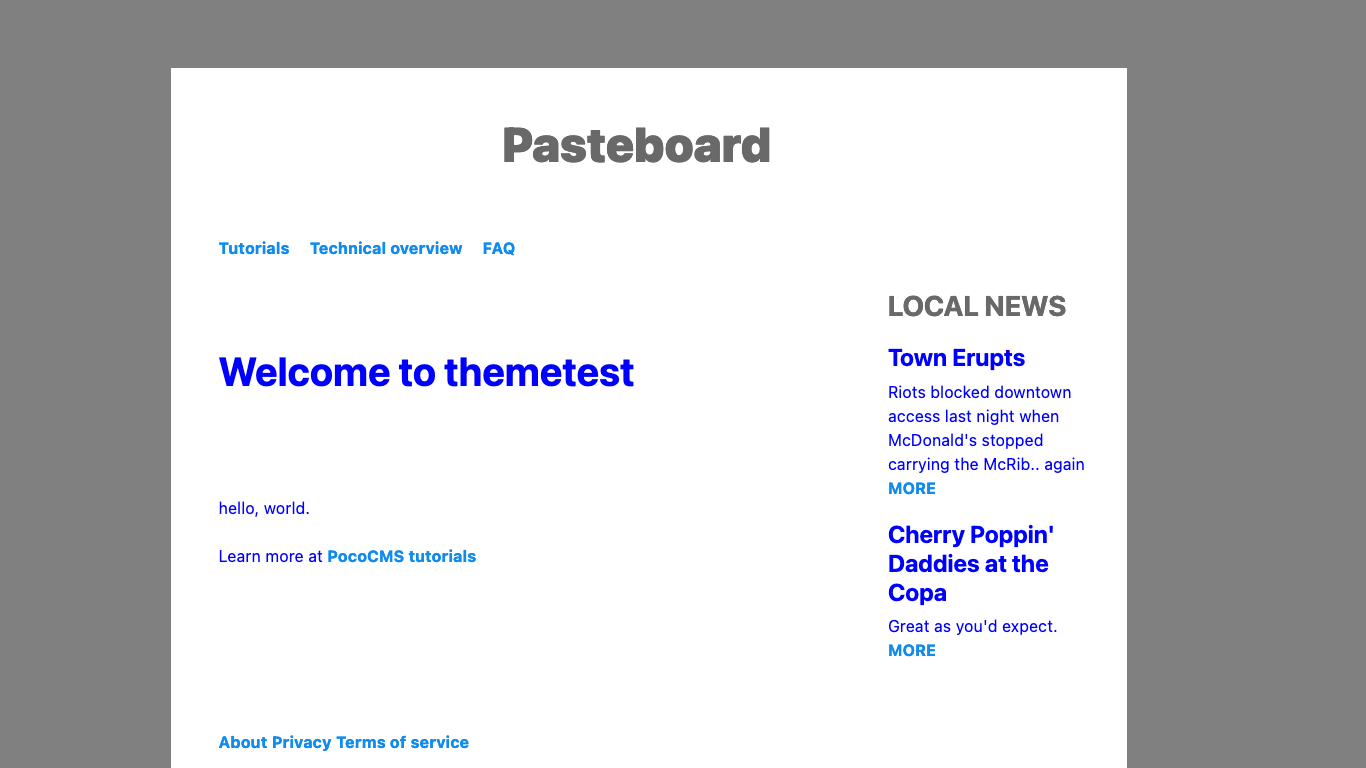 Pasteboard
Tutorials Technical overview FAQ
Welcome to themetest
hello, world.
Learn more at PocoCMS tutorials
LOCAL NEWS
Town Erupts
Riots blocked downtown
access last night when
McDonald's stopped
carrying the McRib.. again
MORE
Cherry Poppin'
Daddies at the
Copa
Great as you'd expect.
MORE
About Privacy Terms of service